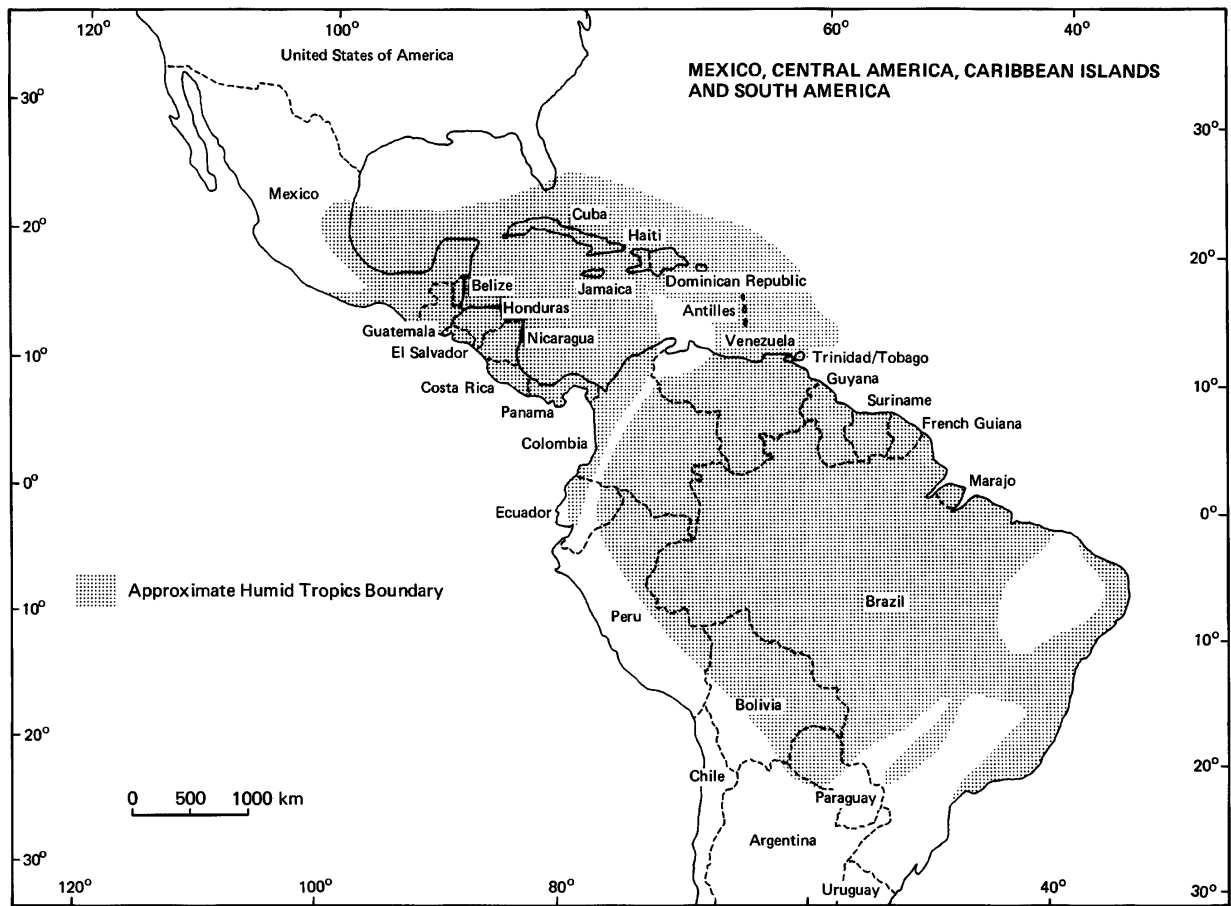 120° 100° 60° 40°
United States of America
MEXICO, CENTRAL AMERICA, CARIBBEAN ISLANDS
AND SOUTH AMERICA
30°
30°
Mexico
20°
Cuba
Haiti
20°
Belize
Jamaica
Dominican Republic
Honduras
Antilles
Guatemala
Nicaragua
Venezuela
El Salvador
10°
Trinidad/Tobago
Costa Rica
Guyana
10°
Panama
Suriname
Colombia
French Guiana
0°
Marajo
Ecuador
0°
Approximate Humid Tropics Boundary
10°
Peru
Brazil
10°
Bolivia
20°
20°
Chile
0 500 1000 km
Paraguay
Argentina
30°
Uruguay
30°
120° 100° 80° 60° 40°